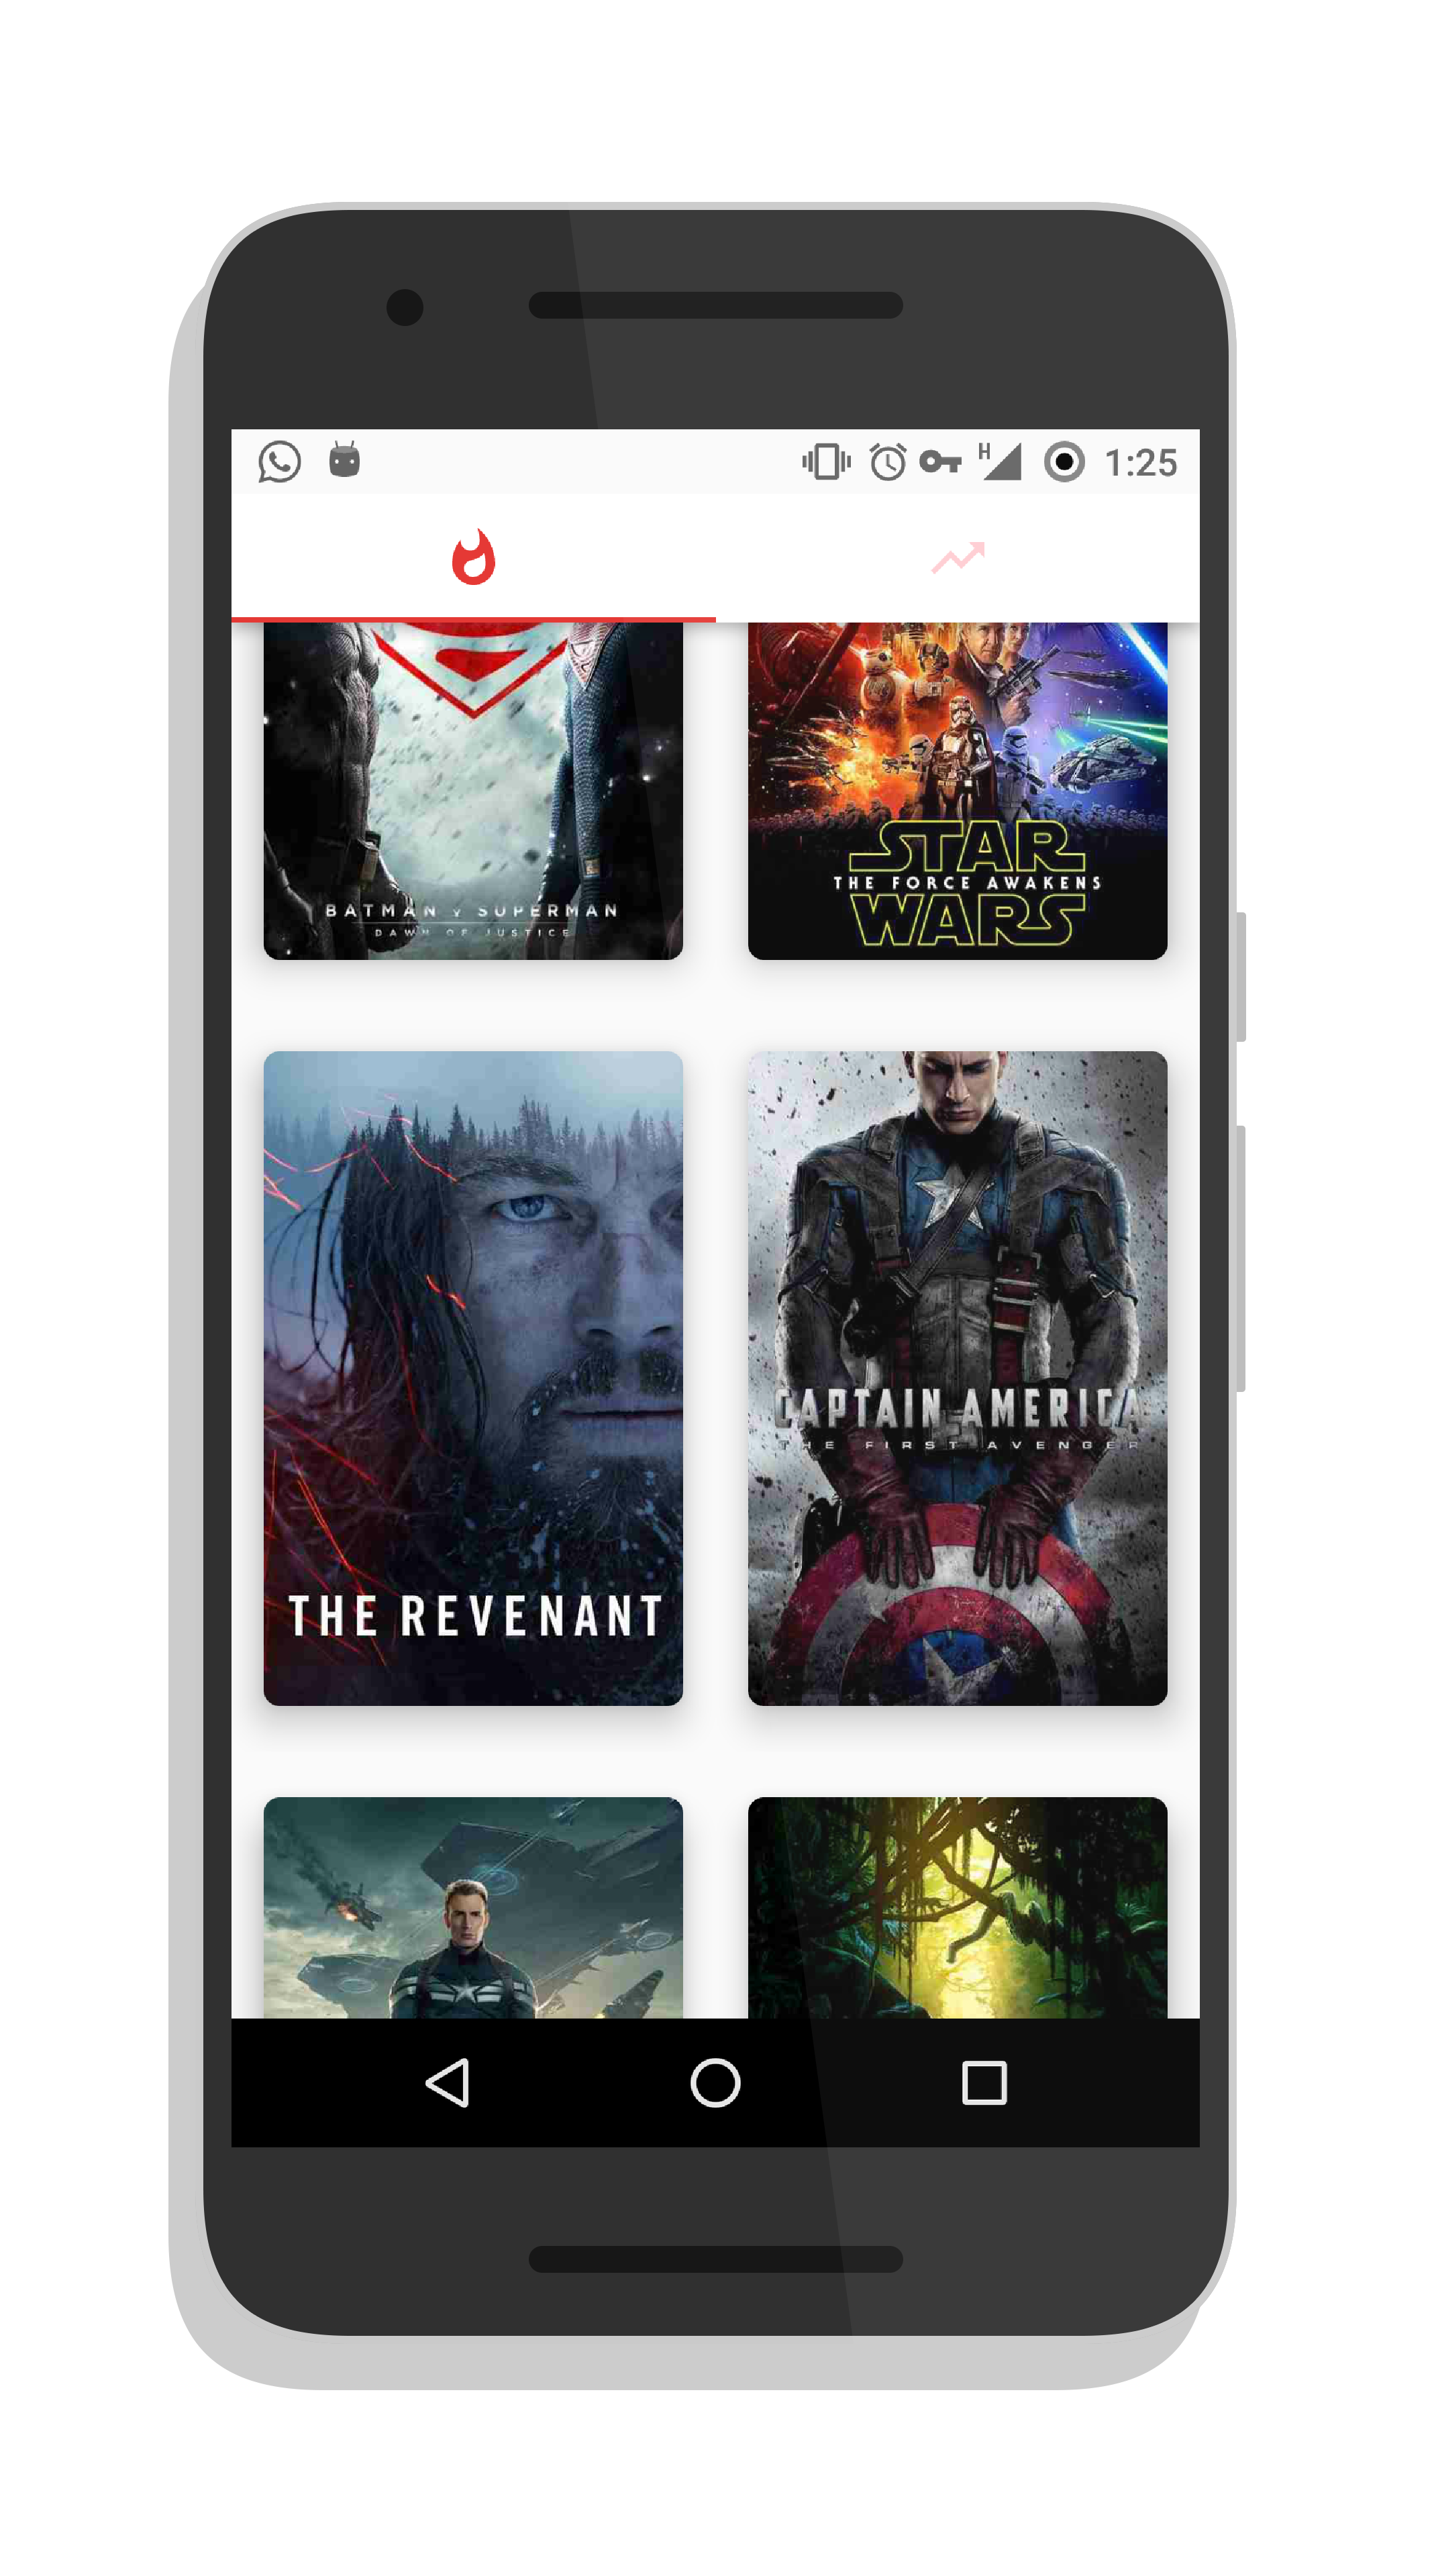 H 1:25
BATMAN v SUPERMAN
DAWN OF JUSTICE
STAR
THE FORCE AWAKENS
WARS
THE REVENANT
CAPTAIN AMERICA
THE FIRST AVENGER